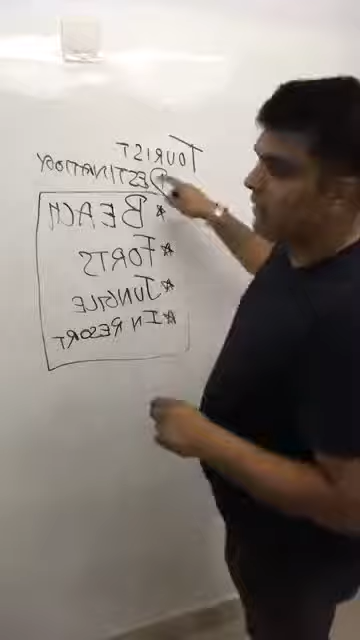 TOURIST
DESTINATION
* BEACH
* FORTS
* JUNGLE
* IN RESORT